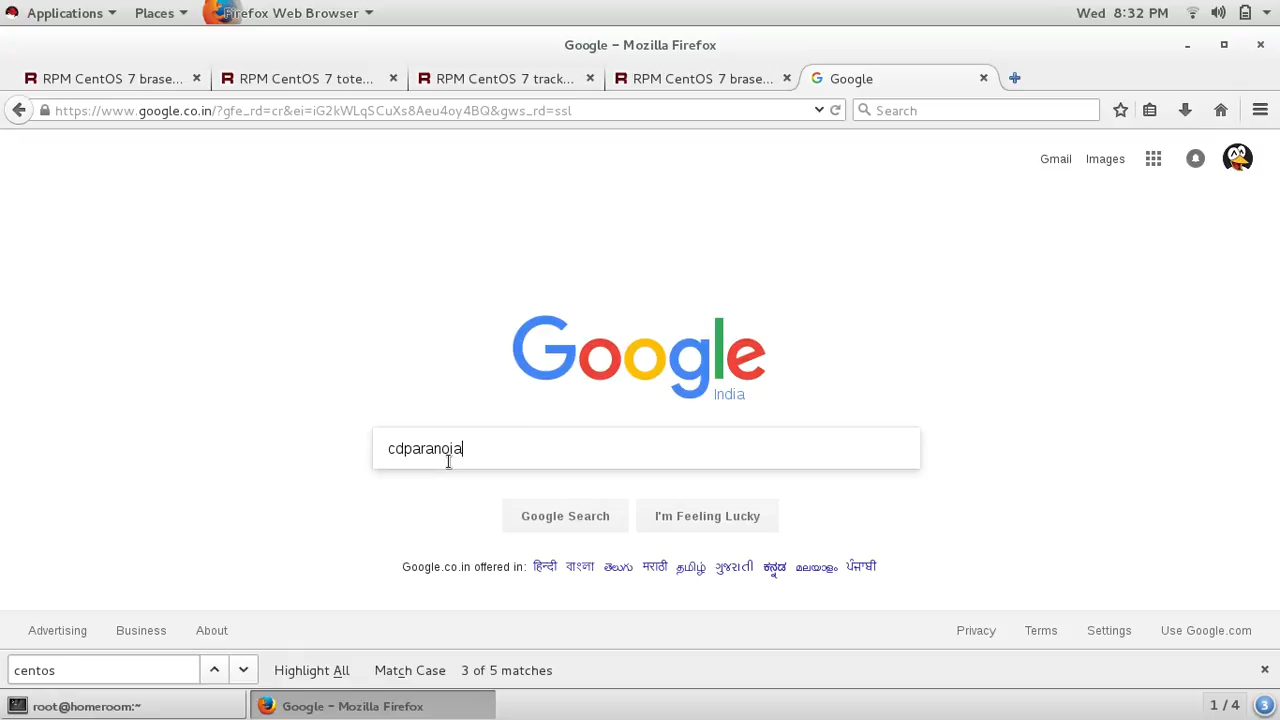 Applications Places Firefox Web Browser Wed 8:32 PM
Google – Mozilla Firefox
RPM CentOS 7 brase... RPM CentOS 7 tote... RPM CentOS 7 track... RPM CentOS 7 brase... Google
https://www.google.co.in/?gfe_rd=cr&ei=iG2kWLqSCuXs8Aeu4oy4BQ&gws_rd=ssl Search
Gmail Images
Google
India
cdparanoia
Google Search I'm Feeling Lucky
Google.co.in offered in: हिन्दी বাংলা తెలుగు मराठी தமிழ் ગુજરાતી ಕನ್ನಡ മലയാളം ਪੰਜਾਬੀ
Advertising Business About Privacy Terms Settings Use Google.com
centos Highlight All Match Case 3 of 5 matches
root@homeroom:~ Google – Mozilla Firefox 1 / 4 3